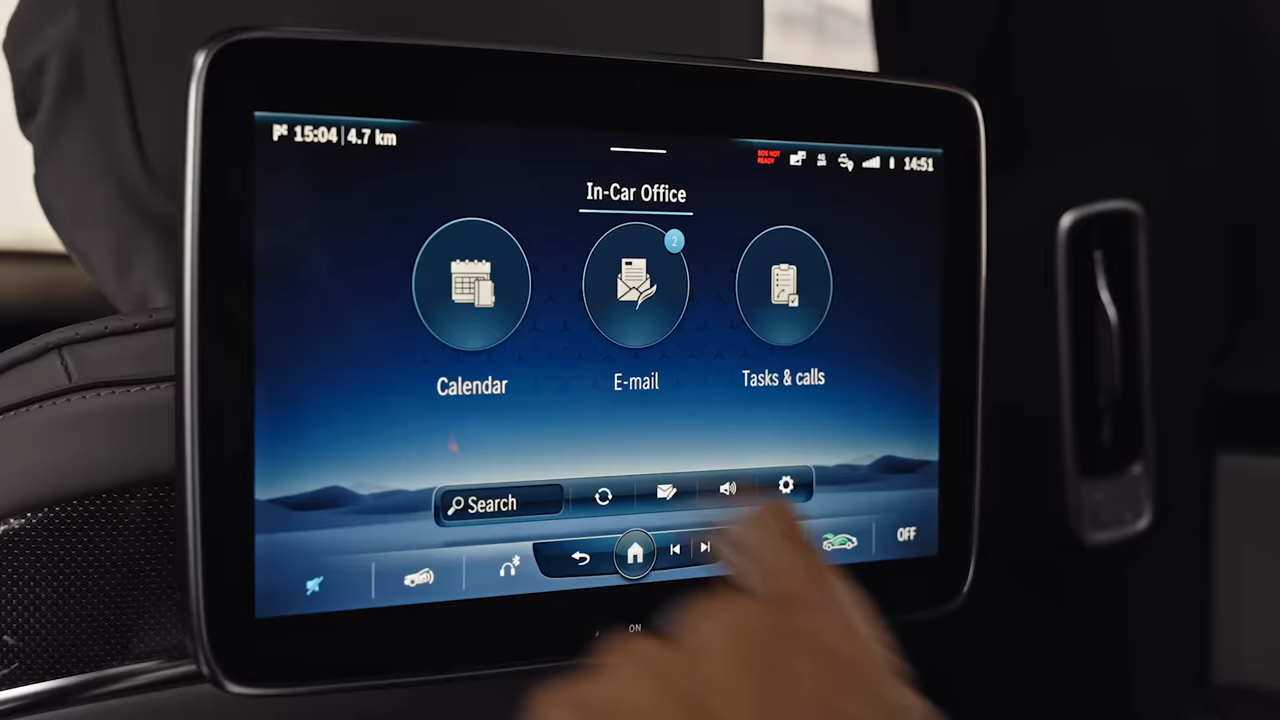 15:04 | 4.7 km
SOS NOT
READY
14:51
In-Car Office
2
Calendar
E-mail
Tasks & calls
Search
OFF
ON